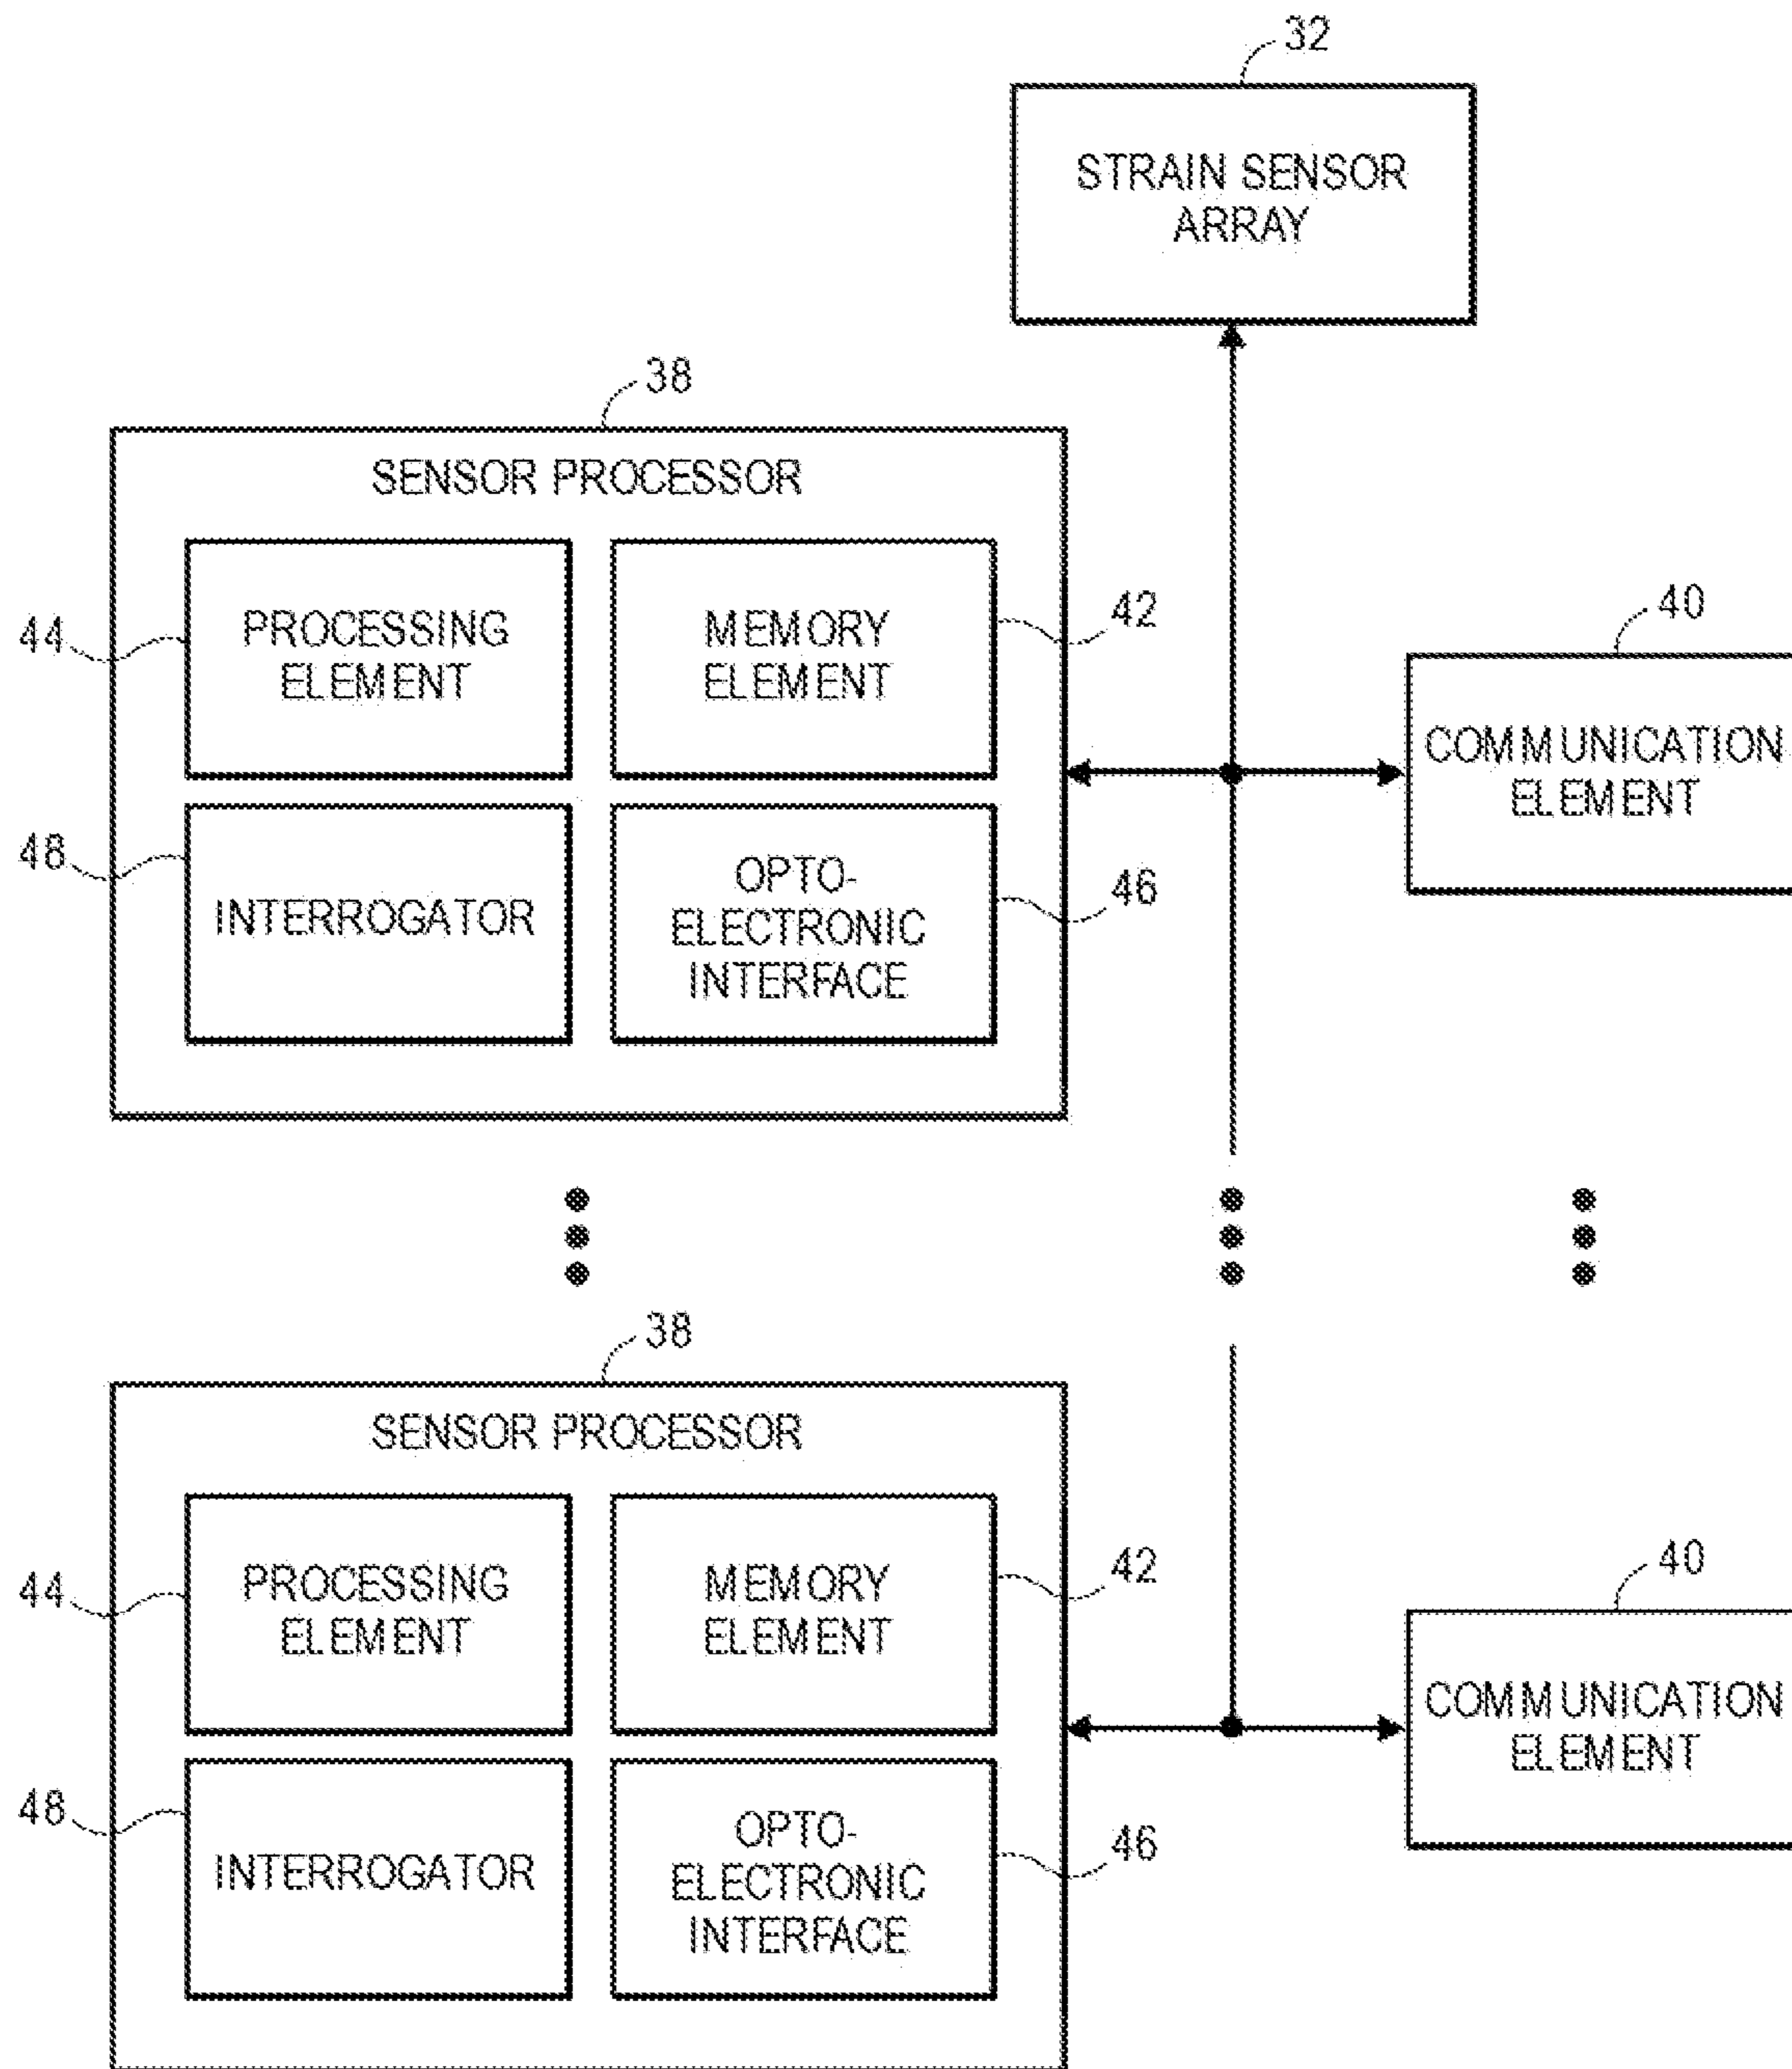 32
STRAIN SENSOR
ARRAY
38
SENSOR PROCESSOR
44
PROCESSING
ELEMENT
MEMORY
ELEMENT
42
40
COMMUNICATION
ELEMENT
48
INTERROGATOR
OPTO-
ELECTRONIC
INTERFACE
46
38
SENSOR PROCESSOR
44
PROCESSING
ELEMENT
MEMORY
ELEMENT
42
40
COMMUNICATION
ELEMENT
48
INTERROGATOR
OPTO-
ELECTRONIC
INTERFACE
46